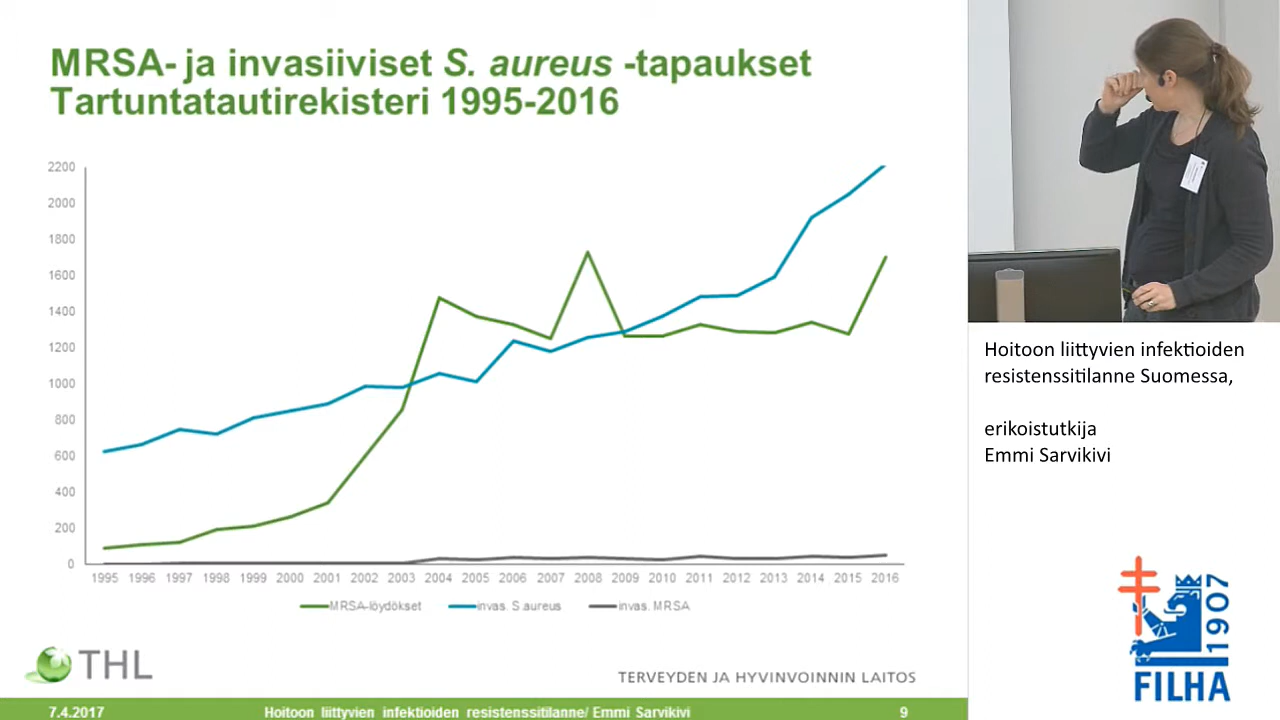 MRSA- ja invasiiviset S. aureus -tapaukset
Tartuntatautirekisteri 1995-2016
2200
2000
1800
1600
1400
1200
1000
800
600
400
200
0
1995 1996 1997 1998 1999 2000 2001 2002 2003 2004 2005 2006 2007 2008 2009 2010 2011 2012 2013 2014 2015 2016
MRSA-löydökset invas. S.aureus invas. MRSA
THL
TERVEYDEN JA HYVINVOINNIN LAITOS
7.4.2017 Hoitoon liittyvien infektioiden resistenssitilanne/ Emmi Sarvikivi 9
Hoitoon liittyvien infektioiden
resistenssitilanne Suomessa,
erikoistutkija
Emmi Sarvikivi
1907
FILHA